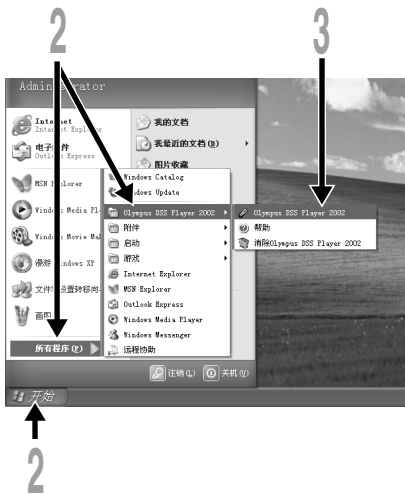 2
3
Administrator
Internet
Internet Explorer
电子邮件
Outlook Express
MSN Explorer
Windows Media Pl
Windows Movie Mak
漫游 Windows XP
文件和设置转移向
画图
所有程序(P)
我的文档
我最近的文档(D)
图片收藏
Windows Catalog
Windows Update
Olympus DSS Player 2002
附件
启动
游戏
Internet Explorer
MSN Explorer
Outlook Express
Windows Media Player
Windows Messenger
远程协助
Olympus DSS Player 2002
帮助
消除Olympus DSS Player 2002
注销(L)
关机(U)
开始
2